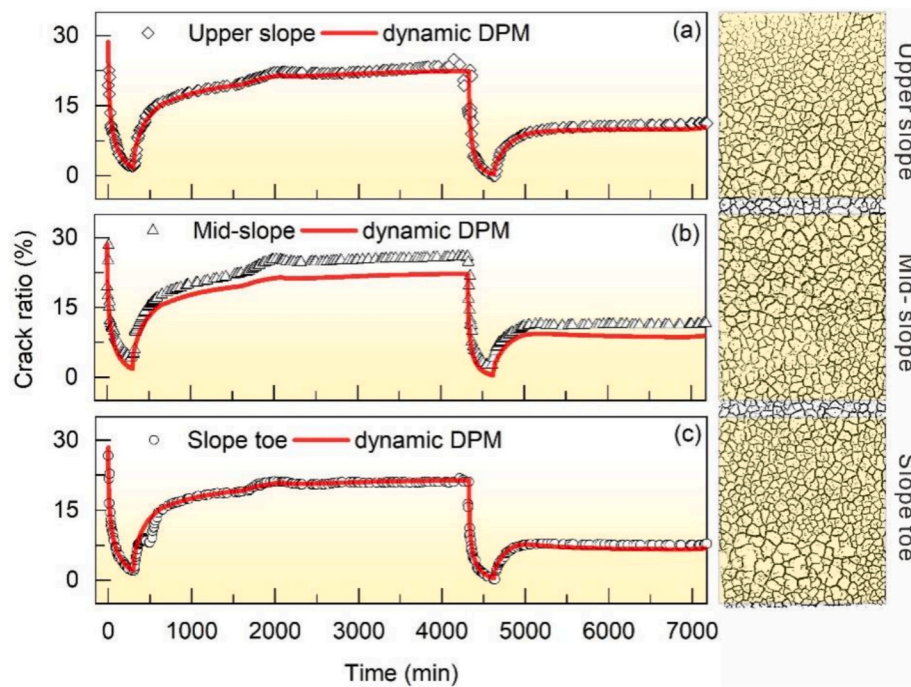 Upper slope dynamic DPM (a)
30
15
0
Mid-slope dynamic DPM (b)
30
15
0
Slope toe dynamic DPM (c)
30
15
0
0 1000 2000 3000 4000 5000 6000 7000
Time (min)
Crack ratio (%)
Upper slope
Mid-slope
Slope toe